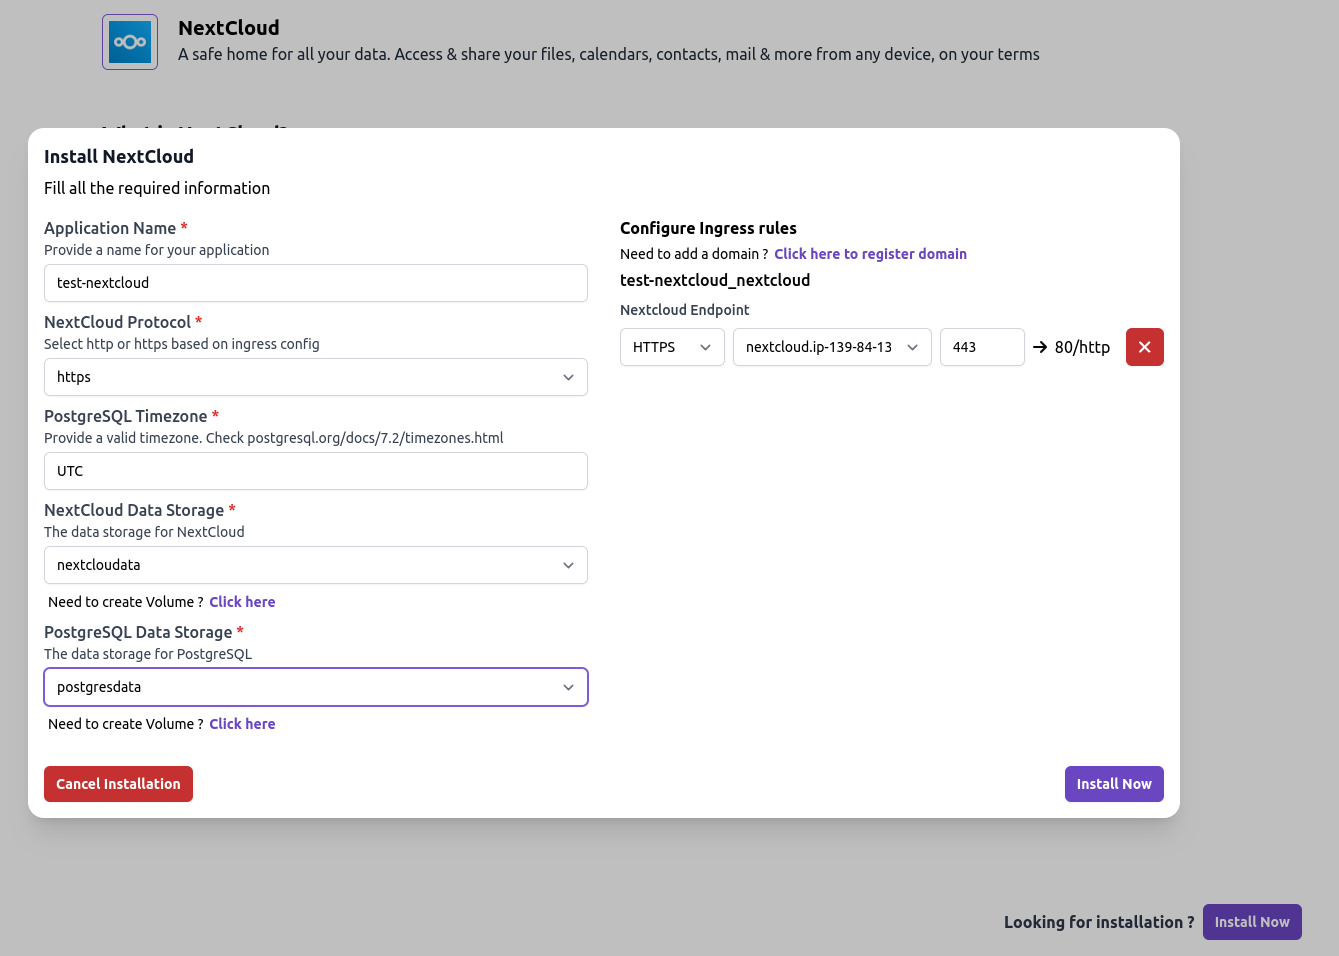 NextCloud
A safe home for all your data. Access & share your files, calendars, contacts, mail & more from any device, on your terms
Install NextCloud
Fill all the required information
Application Name *
Provide a name for your application
test-nextcloud
NextCloud Protocol *
Select http or https based on ingress config
https
PostgreSQL Timezone *
Provide a valid timezone. Check postgresql.org/docs/7.2/timezones.html
UTC
NextCloud Data Storage *
The data storage for NextCloud
nextcloudata
Need to create Volume ? Click here
PostgreSQL Data Storage *
The data storage for PostgreSQL
postgresdata
Need to create Volume ? Click here
Configure Ingress rules
Need to add a domain ? Click here to register domain
test-nextcloud_nextcloud
Nextcloud Endpoint
HTTPS nextcloud.ip-139-84-13 443 → 80/http
Cancel Installation
Install Now
Looking for installation ? Install Now